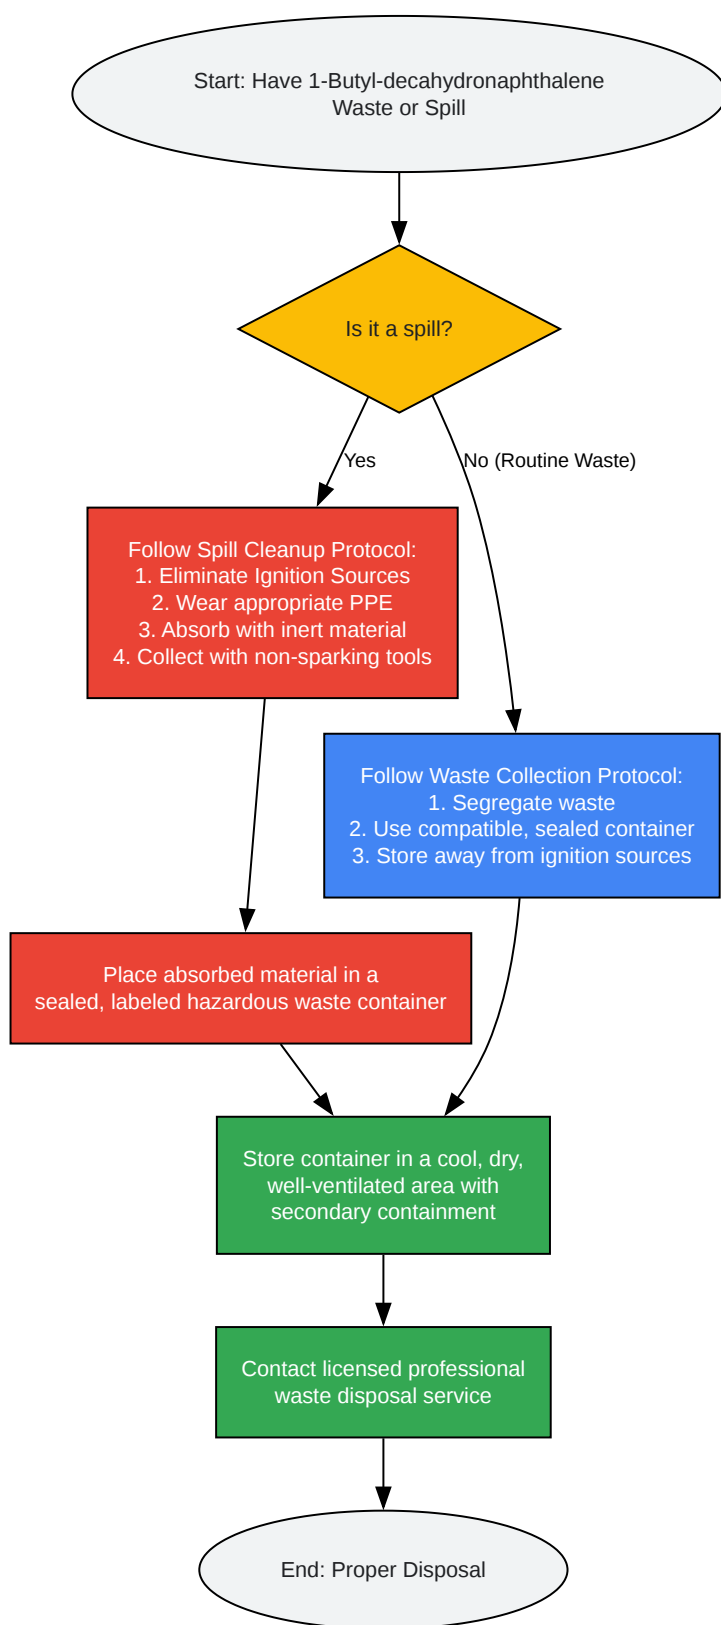 Start: Have 1-Butyl-decahydronaphthalene
Waste or Spill
Is it a spill?
Yes
No (Routine Waste)
Follow Spill Cleanup Protocol:
1. Eliminate Ignition Sources
2. Wear appropriate PPE
3. Absorb with inert material
4. Collect with non-sparking tools
Follow Waste Collection Protocol:
1. Segregate waste
2. Use compatible, sealed container
3. Store away from ignition sources
Place absorbed material in a
sealed, labeled hazardous waste container
Store container in a cool, dry,
well-ventilated area with
secondary containment
Contact licensed professional
waste disposal service
End: Proper Disposal